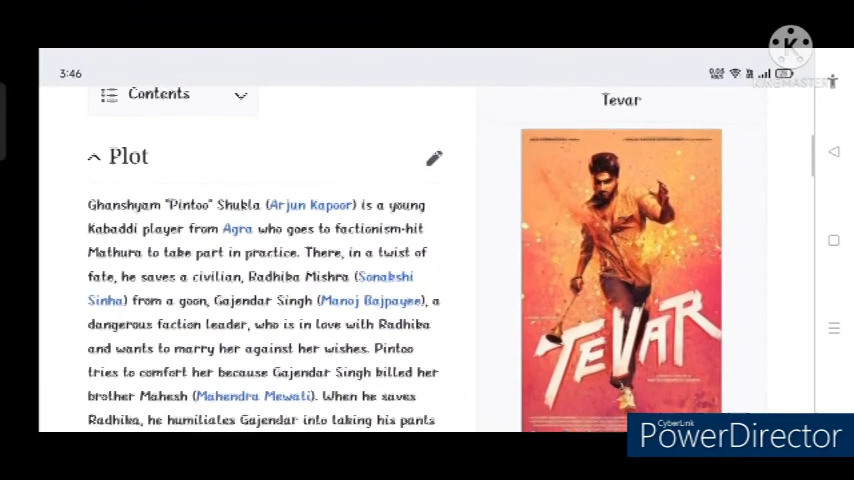 3:46
KINEMASTER
Contents
Tevar
Plot
Ghanshyam "Pintoo" Shukla (Arjun Kapoor) is a young
Kabaddi player from Agra who goes to factionism-hit
Mathura to take part in practice. There, in a twist of
fate, he saves a civilian, Radhika Mishra (Sonakshi
Sinha) from a goon, Gajendar Singh (Manoj Bajpayee), a
dangerous faction leader, who is in love with Radhika
and wants to marry her against her wishes. Pintoo
tries to comfort her because Gajendar Singh killed her
brother Mahesh (Mahendra Mewati). When he saves
Radhika, he humiliates Gajendar into taking his pants
TEVAR
CyberLink
PowerDirector